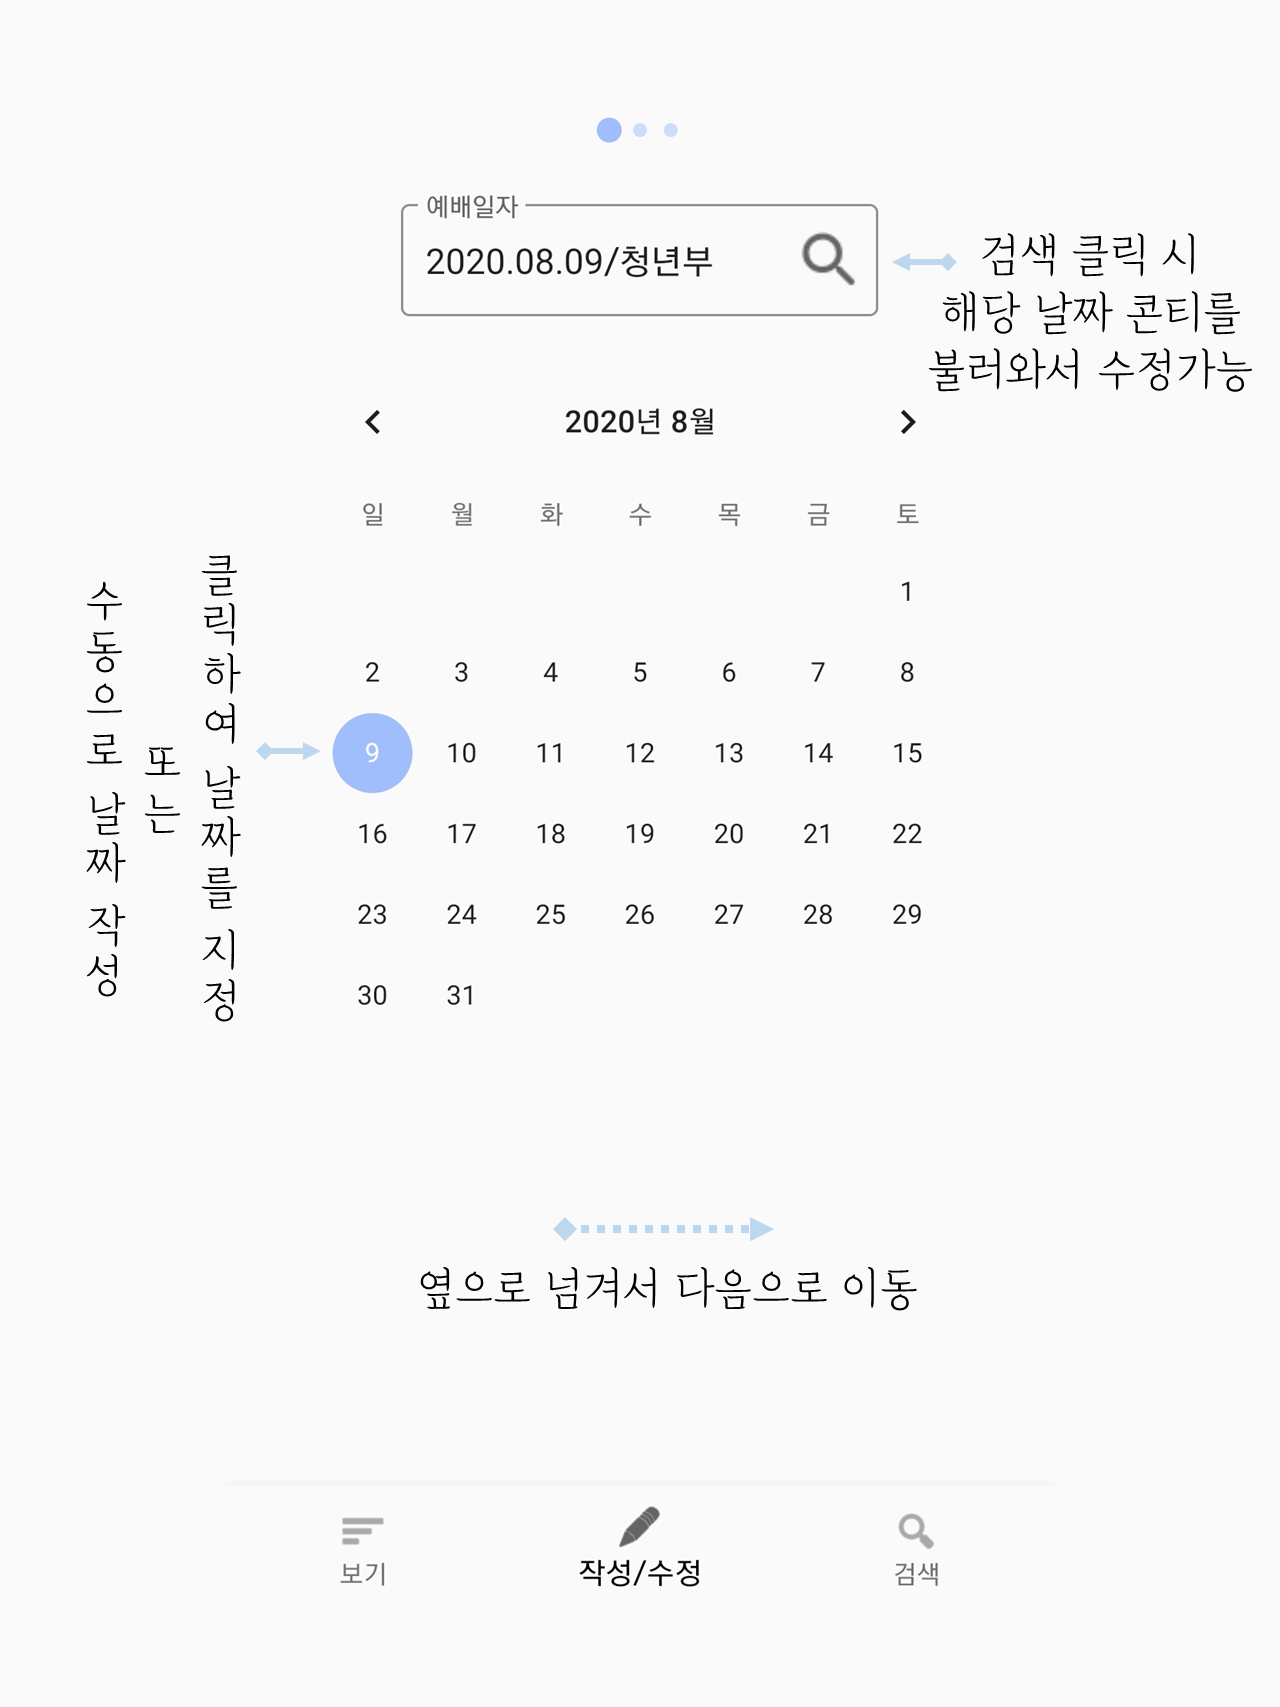 예배일자
2020.08.09/청년부
검색 클릭 시
해당 날짜 콘티를
불러와서 수정가능
2020년 8월
일 월 화 수 목 금 토
1
2 3 4 5 6 7 8
9 10 11 12 13 14 15
16 17 18 19 20 21 22
23 24 25 26 27 28 29
30 31
클릭하여 날짜를 지정
또는
수동으로 날짜 작성
옆으로 넘겨서 다음으로 이동
보기 작성/수정 검색